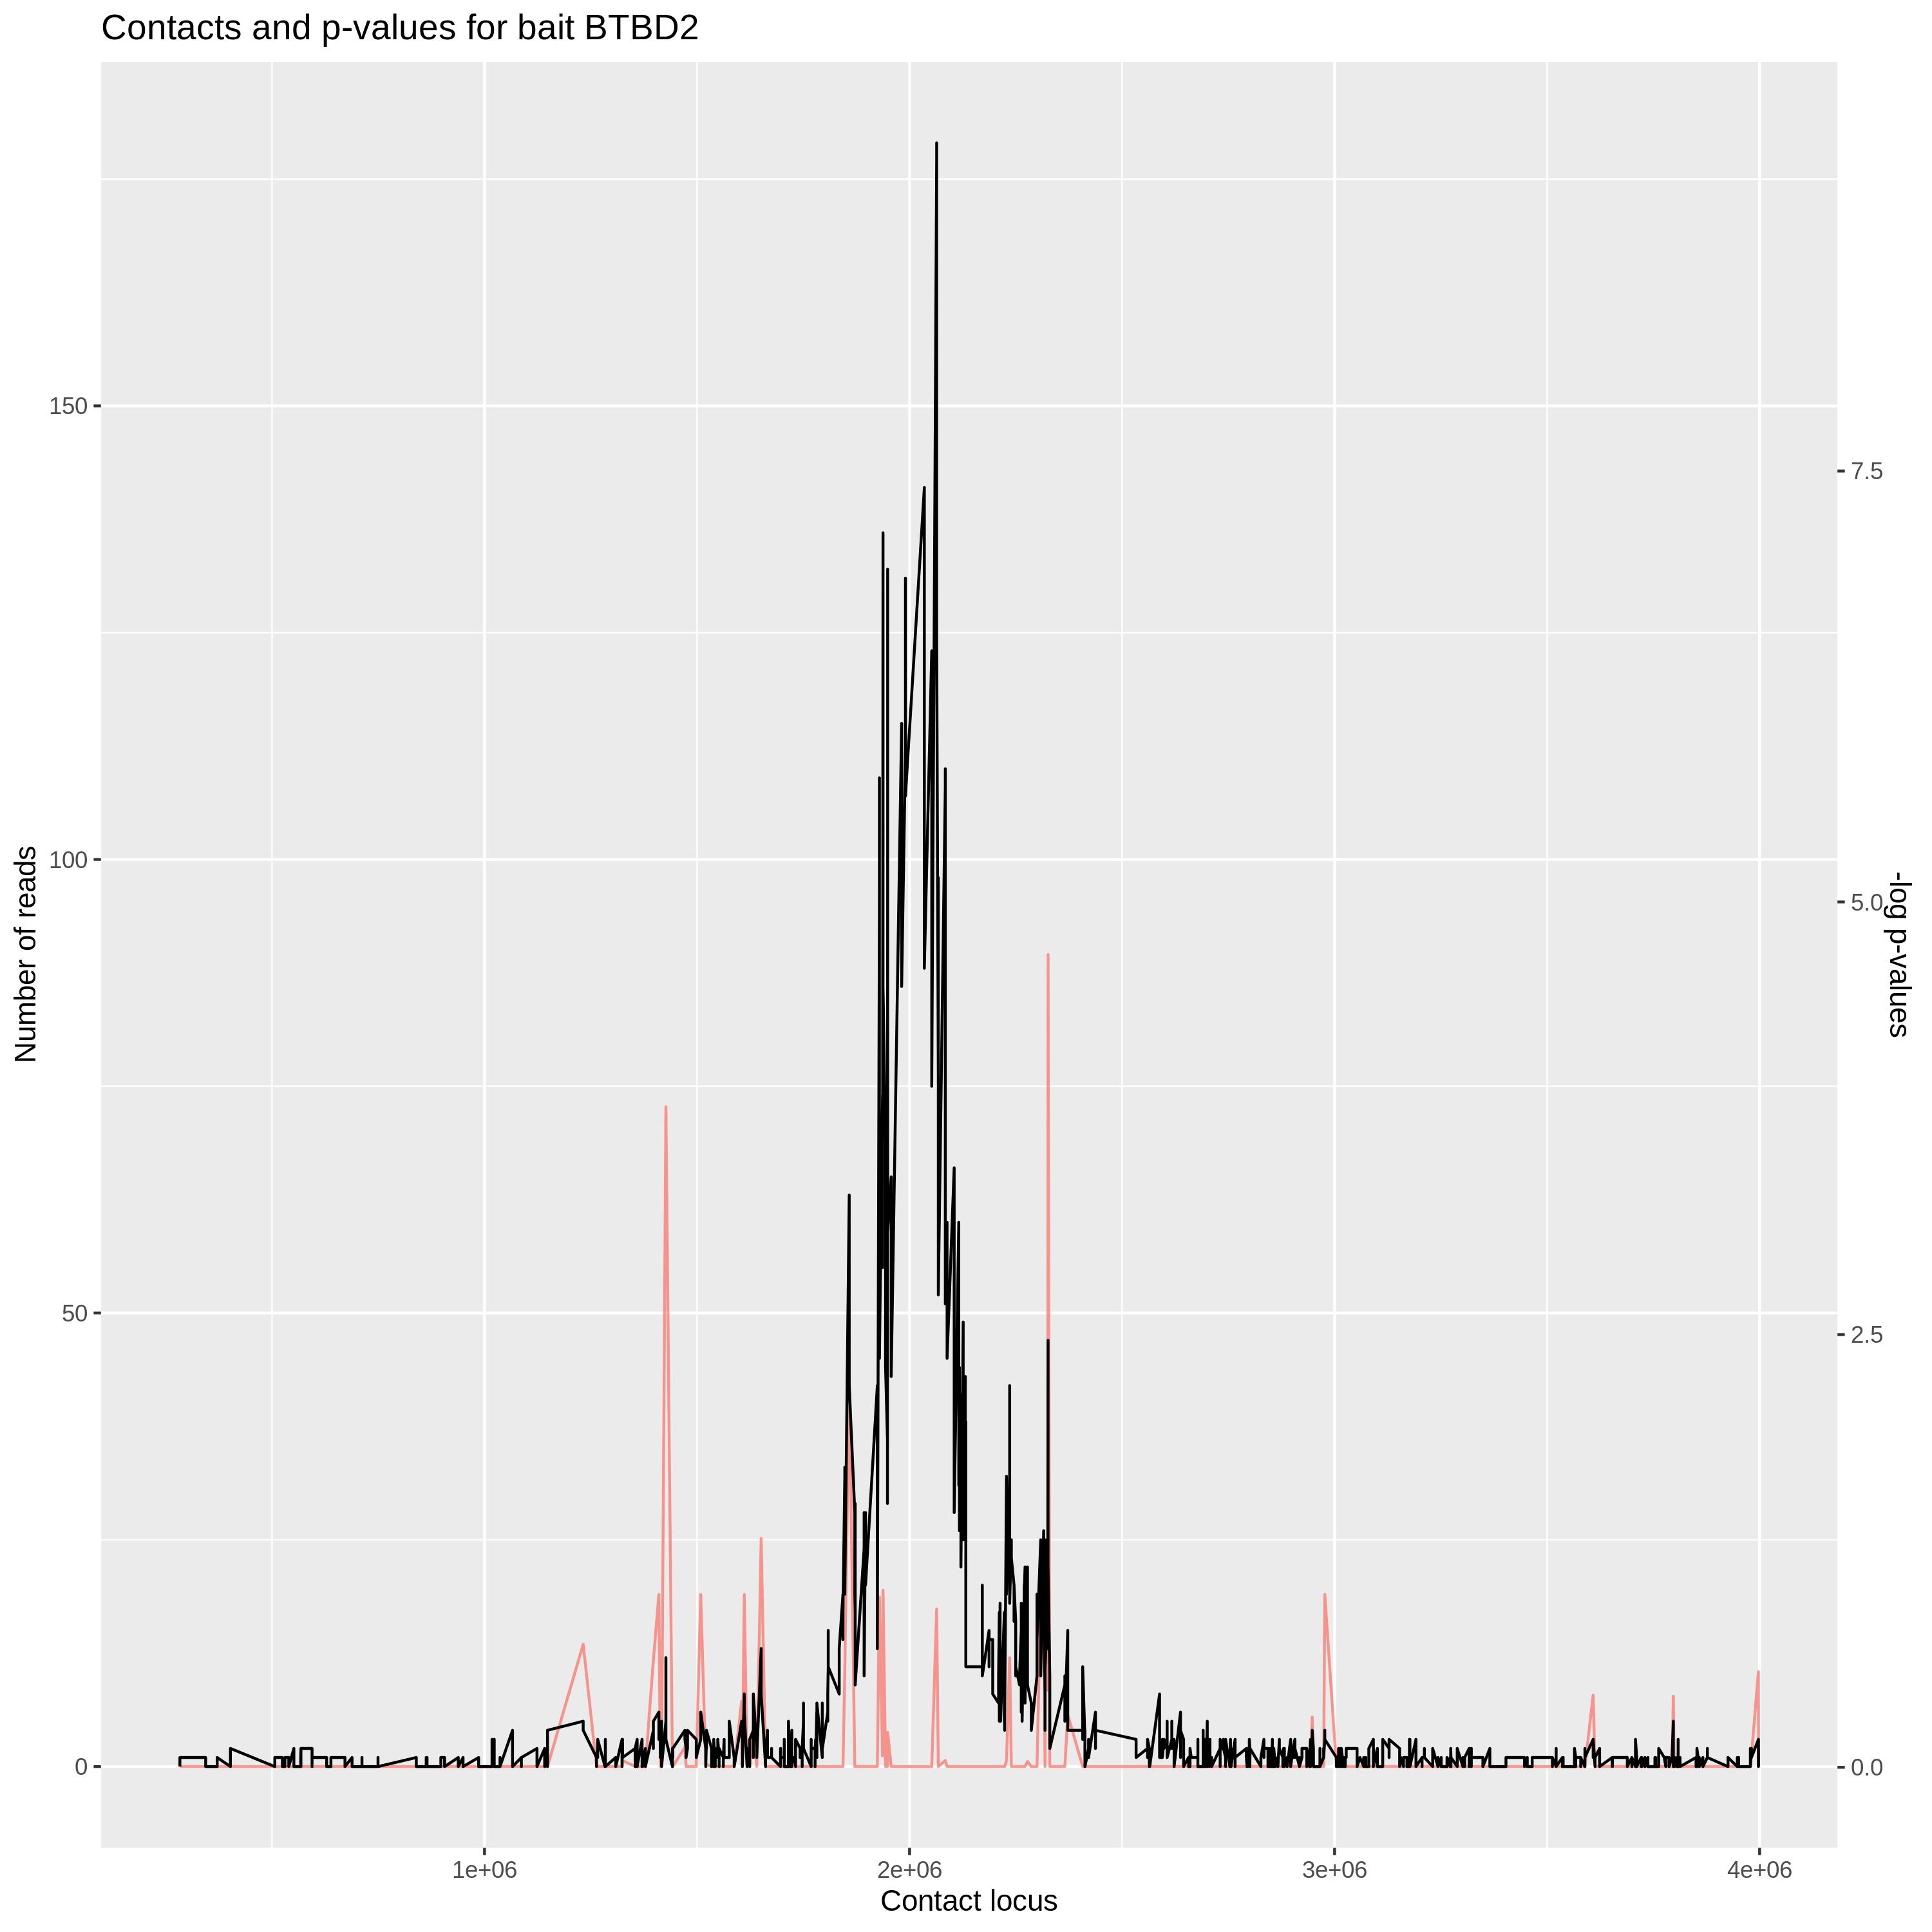 Contacts and p-values for bait BTBD2
150
100
50
0
Number of reads
7.5
5.0
2.5
0.0
-log p-values
1e+06
2e+06
3e+06
4e+06
Contact locus